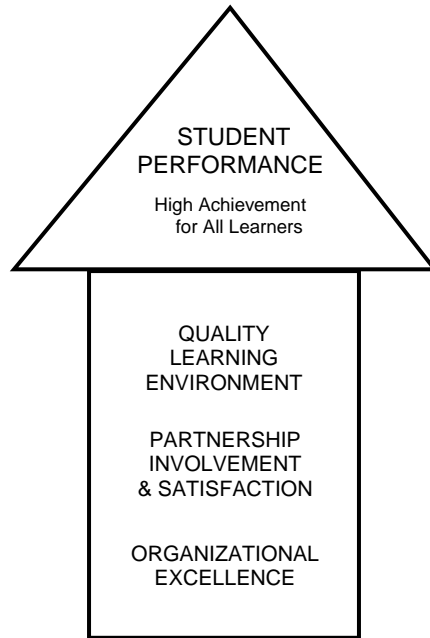 STUDENT
PERFORMANCE
High Achievement
for All Learners
QUALITY
LEARNING
ENVIRONMENT
PARTNERSHIP
INVOLVEMENT
& SATISFACTION
ORGANIZATIONAL
EXCELLENCE